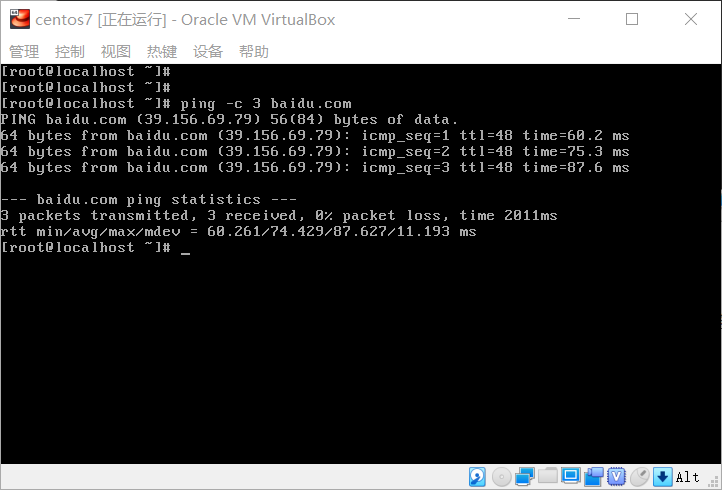 centos7 [正在运行] - Oracle VM VirtualBox
管理 控制 视图 热键 设备 帮助
[root@localhost ~]#
[root@localhost ~]#
[root@localhost ~]# ping -c 3 baidu.com
PING baidu.com (39.156.69.79) 56(84) bytes of data.
64 bytes from baidu.com (39.156.69.79): icmp_seq=1 ttl=48 time=60.2 ms
64 bytes from baidu.com (39.156.69.79): icmp_seq=2 ttl=48 time=75.3 ms
64 bytes from baidu.com (39.156.69.79): icmp_seq=3 ttl=48 time=87.6 ms
--- baidu.com ping statistics ---
3 packets transmitted, 3 received, 0% packet loss, time 2011ms
rtt min/avg/max/mdev = 60.261/74.429/87.627/11.193 ms
[root@localhost ~]# _
Alt